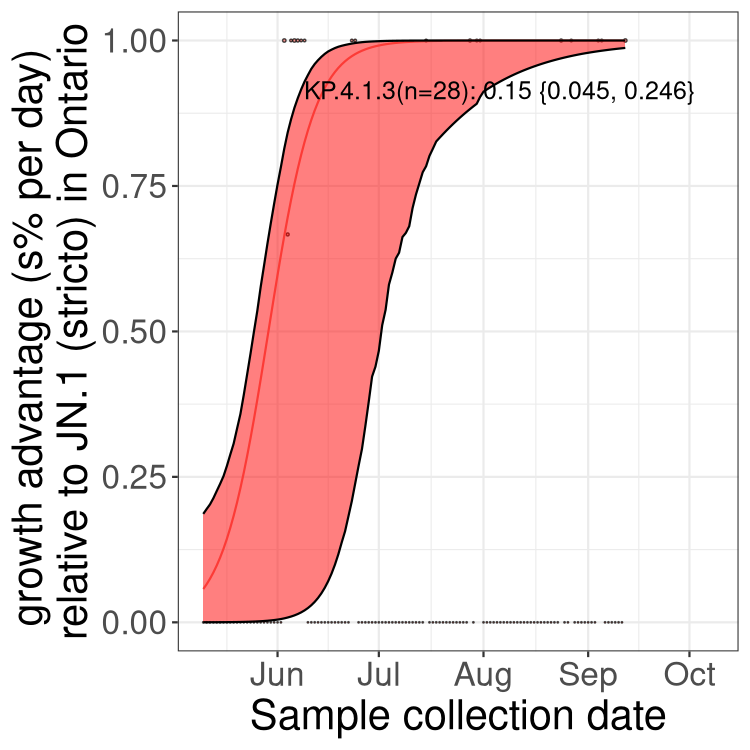 growth advantage (s% per day)
relative to JN.1 (stricto) in Ontario
1.00
0.75
0.50
0.25
0.00
KP.4.1.3(n=28): 0.15 {0.045, 0.246}
Jun Jul Aug Sep Oct
Sample collection date